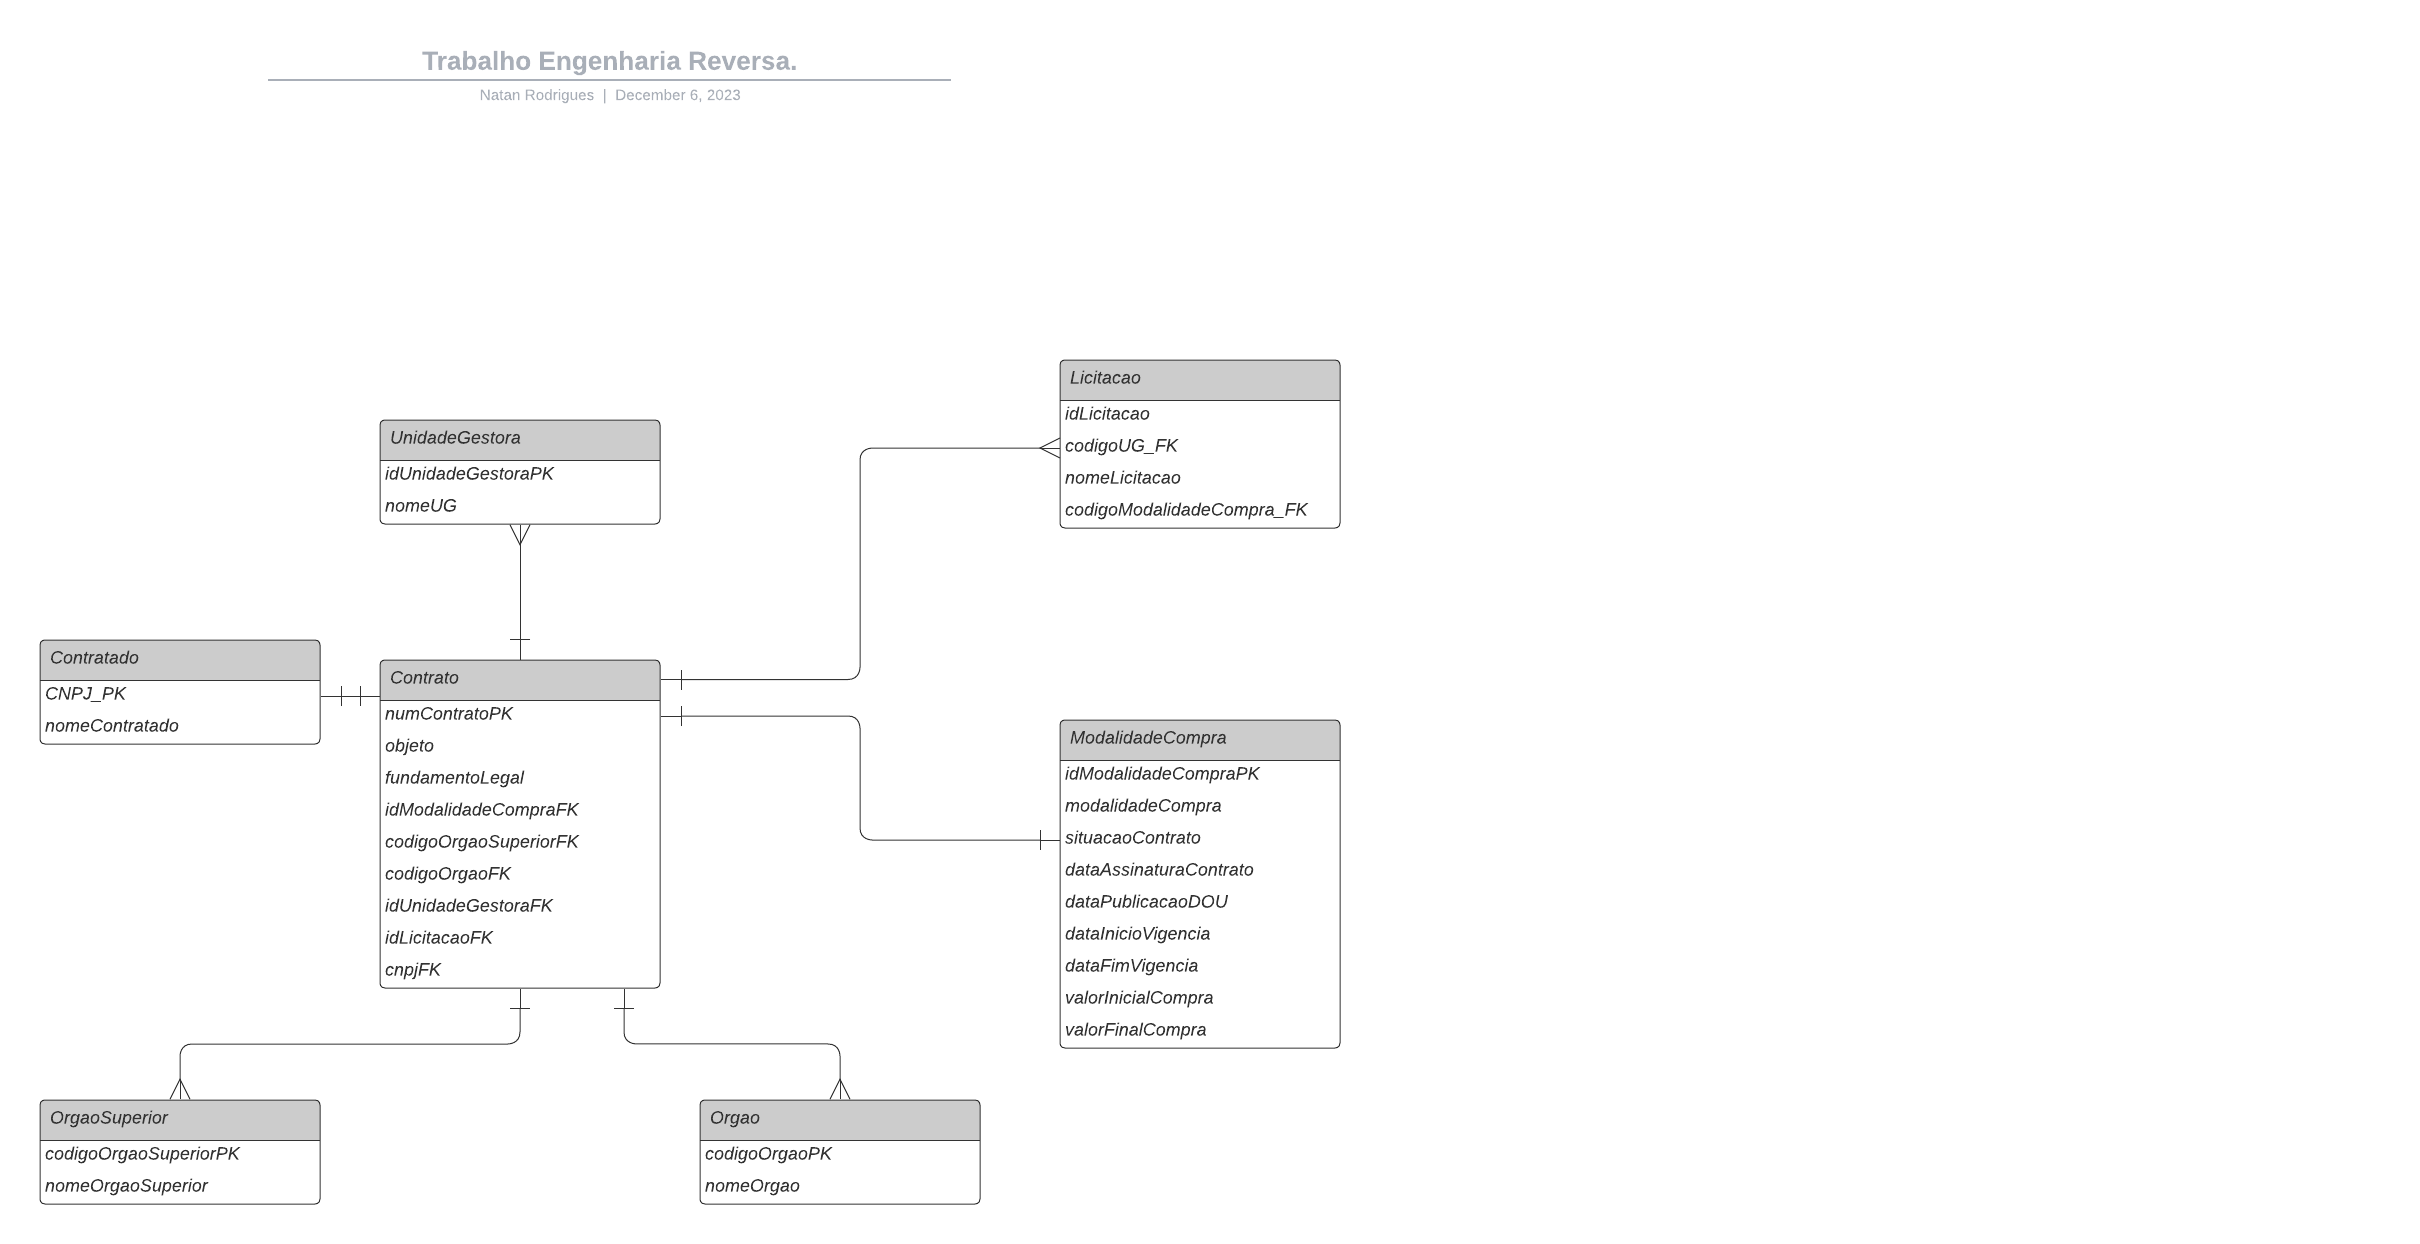 Trabalho Engenharia Reversa.
Natan Rodrigues | December 6, 2023
Licitacao
idLicitacao
codigoUG_FK
nomeLicitacao
codigoModalidadeCompra_FK
UnidadeGestora
idUnidadeGestoraPK
nomeUG
Contratado
CNPJ_PK
nomeContratado
Contrato
numContratoPK
objeto
fundamentoLegal
idModalidadeCompraFK
codigoOrgaoSuperiorFK
codigoOrgaoFK
idUnidadeGestoraFK
idLicitacaoFK
cnpjFK
ModalidadeCompra
idModalidadeCompraPK
modalidadeCompra
situacaoContrato
dataAssinaturaContrato
dataPublicacaoDOU
dataInicioVigencia
dataFimVigencia
valorInicialCompra
valorFinalCompra
OrgaoSuperior
codigoOrgaoSuperiorPK
nomeOrgaoSuperior
Orgao
codigoOrgaoPK
nomeOrgao